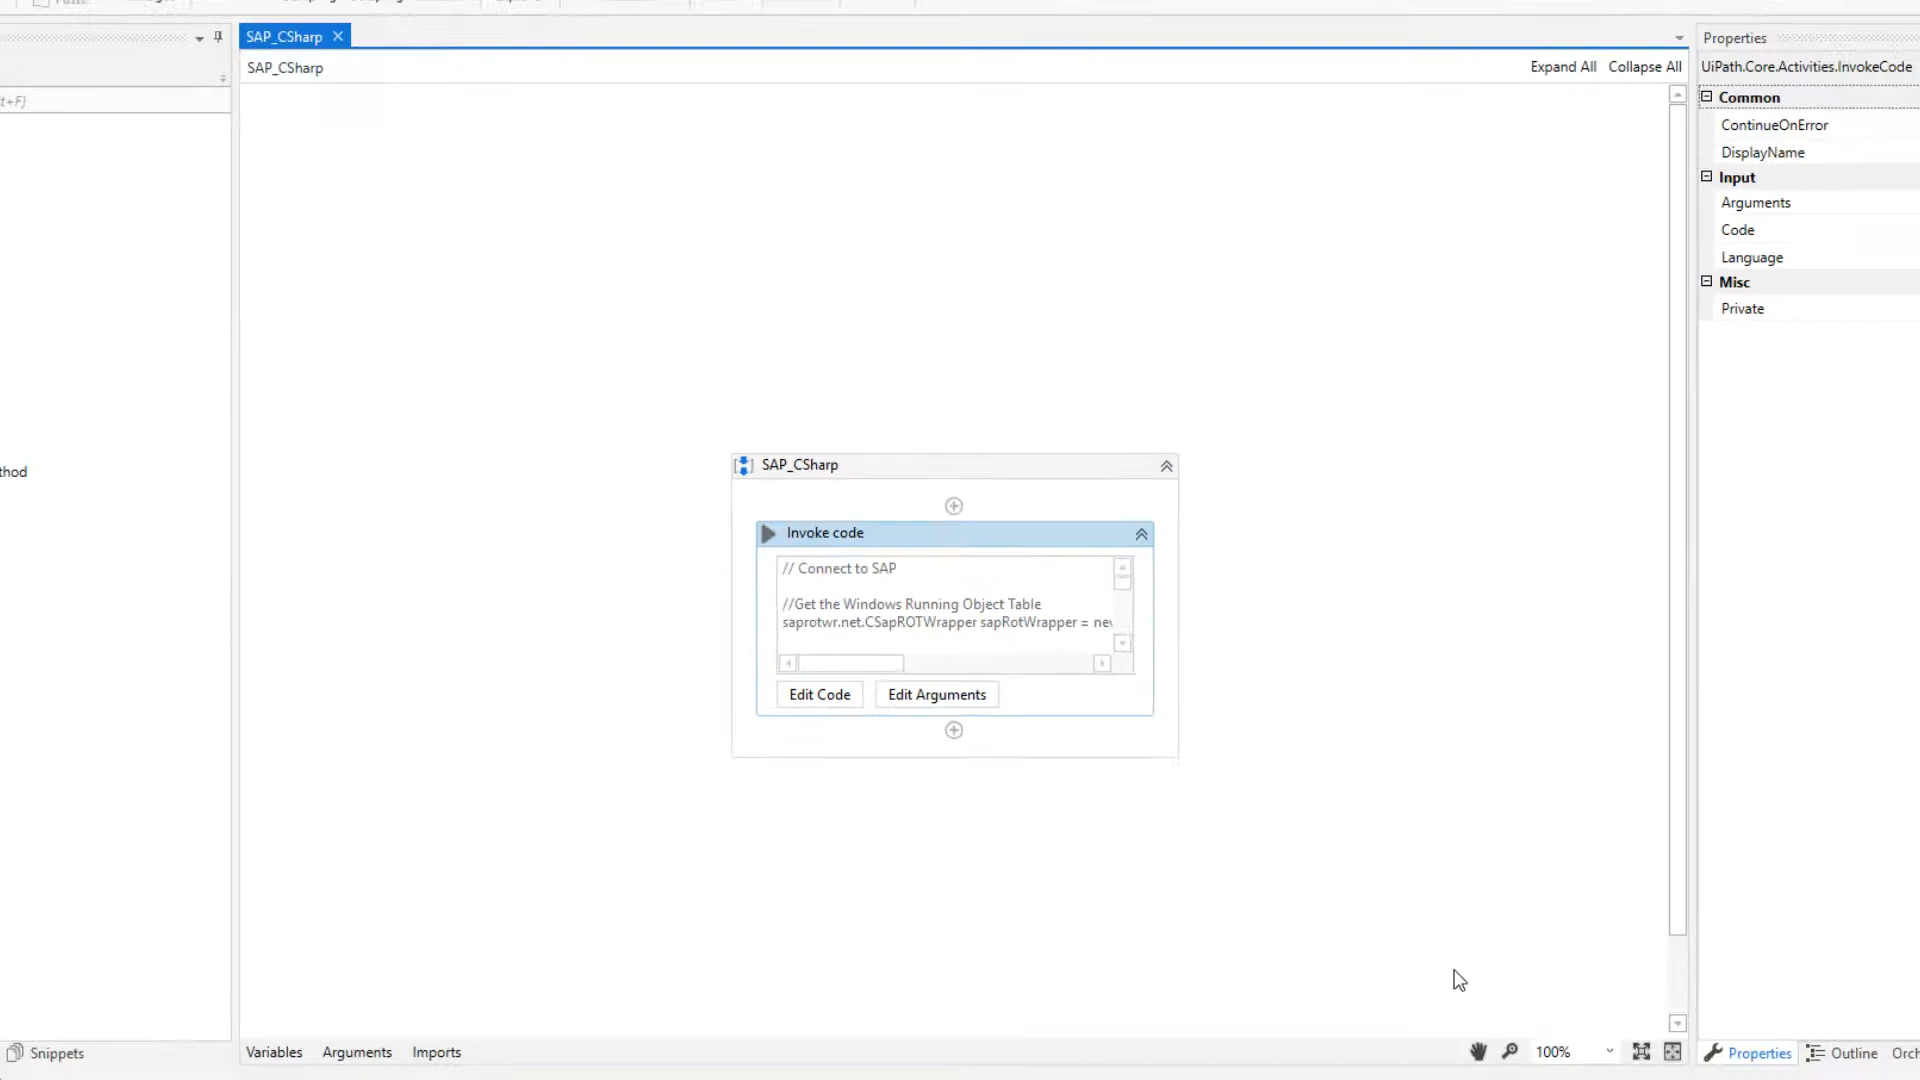 SAP_CSharp
SAP_CSharp
Expand All Collapse All
t+F)
thod
SAP_CSharp
Invoke code
// Connect to SAP
//Get the Windows Running Object Table
saprotwr.net.CSapROTWrapper sapRotWrapper = ne
Edit Code Edit Arguments
Properties
UiPath.Core.Activities.InvokeCode
Common
ContinueOnError
DisplayName
Input
Arguments
Code
Language
Misc
Private
Snippets
Variables Arguments Imports
100%
Properties Outline Orch